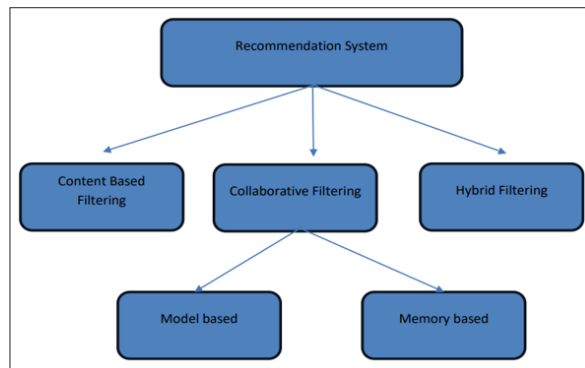 Recommendation System
Content Based
Filtering
Collaborative Filtering
Hybrid Filtering
Model based
Memory based